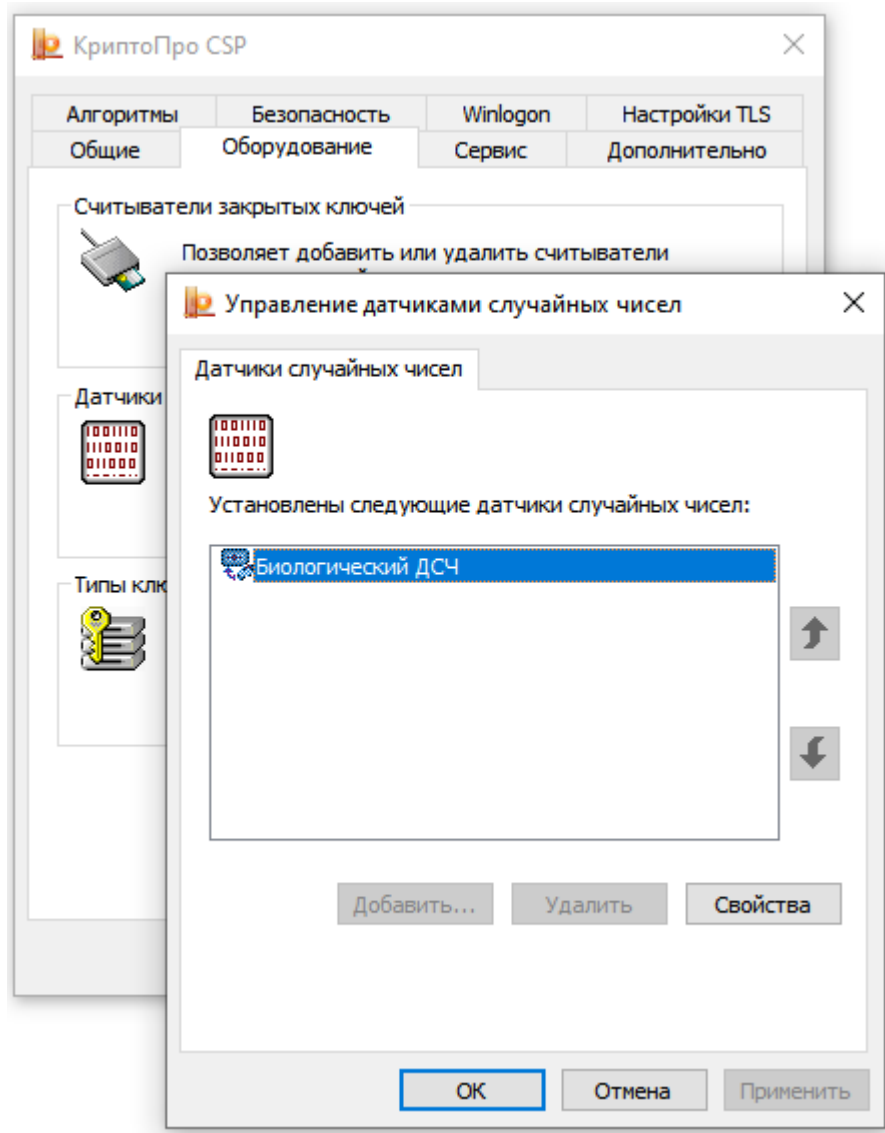 КриптоПро CSP
Алгоритмы Безопасность Winlogon Настройки TLS
Общие Оборудование Сервис Дополнительно
Считыватели закрытых ключей
Позволяет добавить или удалить считыватели
Управление датчиками случайных чисел
Датчики случайных чисел
Датчики
Установлены следующие датчики случайных чисел:
Биологический ДСЧ
Типы клю
Добавить... Удалить Свойства
ОК Отмена Применить